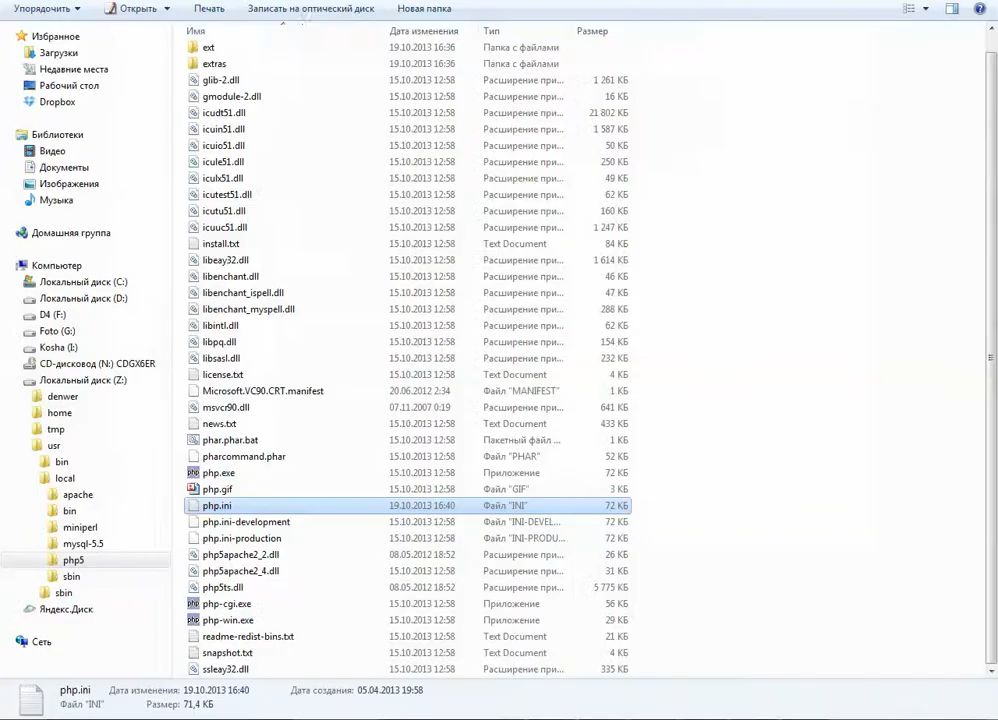 Упорядочить Открыть Печать Записать на оптический диск Новая папка
Избранное
Загрузки
Недавние места
Рабочий стол
Dropbox
Библиотеки
Видео
Документы
Изображения
Музыка
Домашняя группа
Компьютер
Локальный диск (C:)
Локальный диск (D:)
D4 (F:)
Foto (G:)
Kosha (I:)
CD-дисковод (N:) CDGX6ER
Локальный диск (Z:)
denwer
home
tmp
usr
bin
local
apache
bin
miniperl
mysql-5.5
php5
sbin
sbin
Яндекс.Диск
Сеть
Имя Дата изменения Тип Размер
ext 19.10.2013 16:36 Папка с файлами
extras 19.10.2013 16:36 Папка с файлами
glib-2.dll 15.10.2013 12:58 Расширение при... 1 261 КБ
gmodule-2.dll 15.10.2013 12:58 Расширение при... 16 КБ
icudt51.dll 15.10.2013 12:58 Расширение при... 21 802 КБ
icuin51.dll 15.10.2013 12:58 Расширение при... 1 587 КБ
icuio51.dll 15.10.2013 12:58 Расширение при... 50 КБ
icule51.dll 15.10.2013 12:58 Расширение при... 250 КБ
iculx51.dll 15.10.2013 12:58 Расширение при... 49 КБ
icutest51.dll 15.10.2013 12:58 Расширение при... 62 КБ
icutu51.dll 15.10.2013 12:58 Расширение при... 160 КБ
icuuc51.dll 15.10.2013 12:58 Расширение при... 1 247 КБ
install.txt 15.10.2013 12:58 Text Document 84 КБ
libeay32.dll 15.10.2013 12:58 Расширение при... 1 614 КБ
libenchant.dll 15.10.2013 12:58 Расширение при... 46 КБ
libenchant_ispell.dll 15.10.2013 12:58 Расширение при... 47 КБ
libenchant_myspell.dll 15.10.2013 12:58 Расширение при... 288 КБ
libintl.dll 15.10.2013 12:58 Расширение при... 62 КБ
libpq.dll 15.10.2013 12:58 Расширение при... 154 КБ
libsasl.dll 15.10.2013 12:58 Расширение при... 232 КБ
license.txt 15.10.2013 12:58 Text Document 4 КБ
Microsoft.VC90.CRT.manifest 20.06.2012 2:34 Файл "MANIFEST" 1 КБ
msvcr90.dll 07.11.2007 0:19 Расширение при... 641 КБ
news.txt 15.10.2013 12:58 Text Document 433 КБ
phar.phar.bat 15.10.2013 12:58 Пакетный файл ... 1 КБ
pharcommand.phar 15.10.2013 12:58 Файл "PHAR" 52 КБ
php.exe 15.10.2013 12:58 Приложение 72 КБ
php.gif 15.10.2013 12:58 Файл "GIF" 3 КБ
php.ini 19.10.2013 16:40 Файл "INI" 72 КБ
php.ini-development 15.10.2013 12:58 Файл "INI-DEVEL... 72 КБ
php.ini-production 15.10.2013 12:58 Файл "INI-PRODU... 72 КБ
php5apache2_2.dll 08.05.2012 18:52 Расширение при... 26 КБ
php5apache2_4.dll 15.10.2013 12:58 Расширение при... 31 КБ
php5ts.dll 08.05.2012 18:52 Расширение при... 5 775 КБ
php-cgi.exe 15.10.2013 12:58 Приложение 56 КБ
php-win.exe 15.10.2013 12:58 Приложение 29 КБ
readme-redist-bins.txt 15.10.2013 12:58 Text Document 21 КБ
snapshot.txt 15.10.2013 12:58 Text Document 4 КБ
ssleay32.dll 15.10.2013 12:58 Расширение при... 335 КБ
php.ini Дата изменения: 19.10.2013 16:40 Дата создания: 05.04.2013 19:58
Файл "INI" Размер: 71,4 КБ